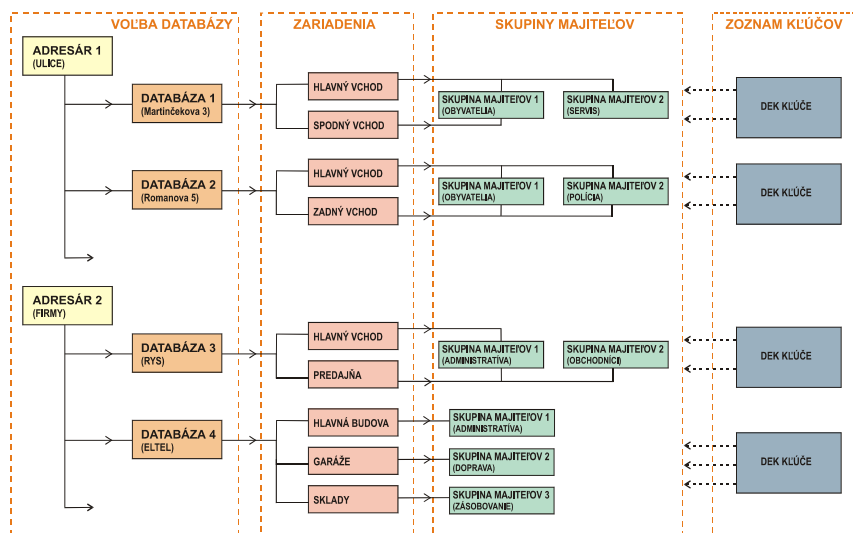 VOĽBA DATABÁZY
ZARIADENIA
SKUPINY MAJITEĽOV
ZOZNAM KĽÚČOV
ADRESÁR 1
(ULICE)
DATABÁZA 1
(Martinčekova 3)
HLAVNÝ VCHOD
SPODNÝ VCHOD
SKUPINA MAJITEĽOV 1
(OBYVATELIA)
SKUPINA MAJITEĽOV 2
(SERVIS)
DEK KĽÚČE
DATABÁZA 2
(Romanova 5)
HLAVNÝ VCHOD
ZADNÝ VCHOD
SKUPINA MAJITEĽOV 1
(OBYVATELIA)
SKUPINA MAJITEĽOV 2
(POLÍCIA)
DEK KĽÚČE
ADRESÁR 2
(FIRMY)
DATABÁZA 3
(RYS)
HLAVNÝ VCHOD
PREDAJŇA
SKUPINA MAJITEĽOV 1
(ADMINISTRATÍVA)
SKUPINA MAJITEĽOV 2
(OBCHODNÍCI)
DEK KĽÚČE
DATABÁZA 4
(ELTEL)
HLAVNÁ BUDOVA
GARÁŽE
SKLADY
SKUPINA MAJITEĽOV 1
(ADMINISTRATÍVA)
SKUPINA MAJITEĽOV 2
(DOPRAVA)
SKUPINA MAJITEĽOV 3
(ZÁSOBOVANIE)
DEK KĽÚČE